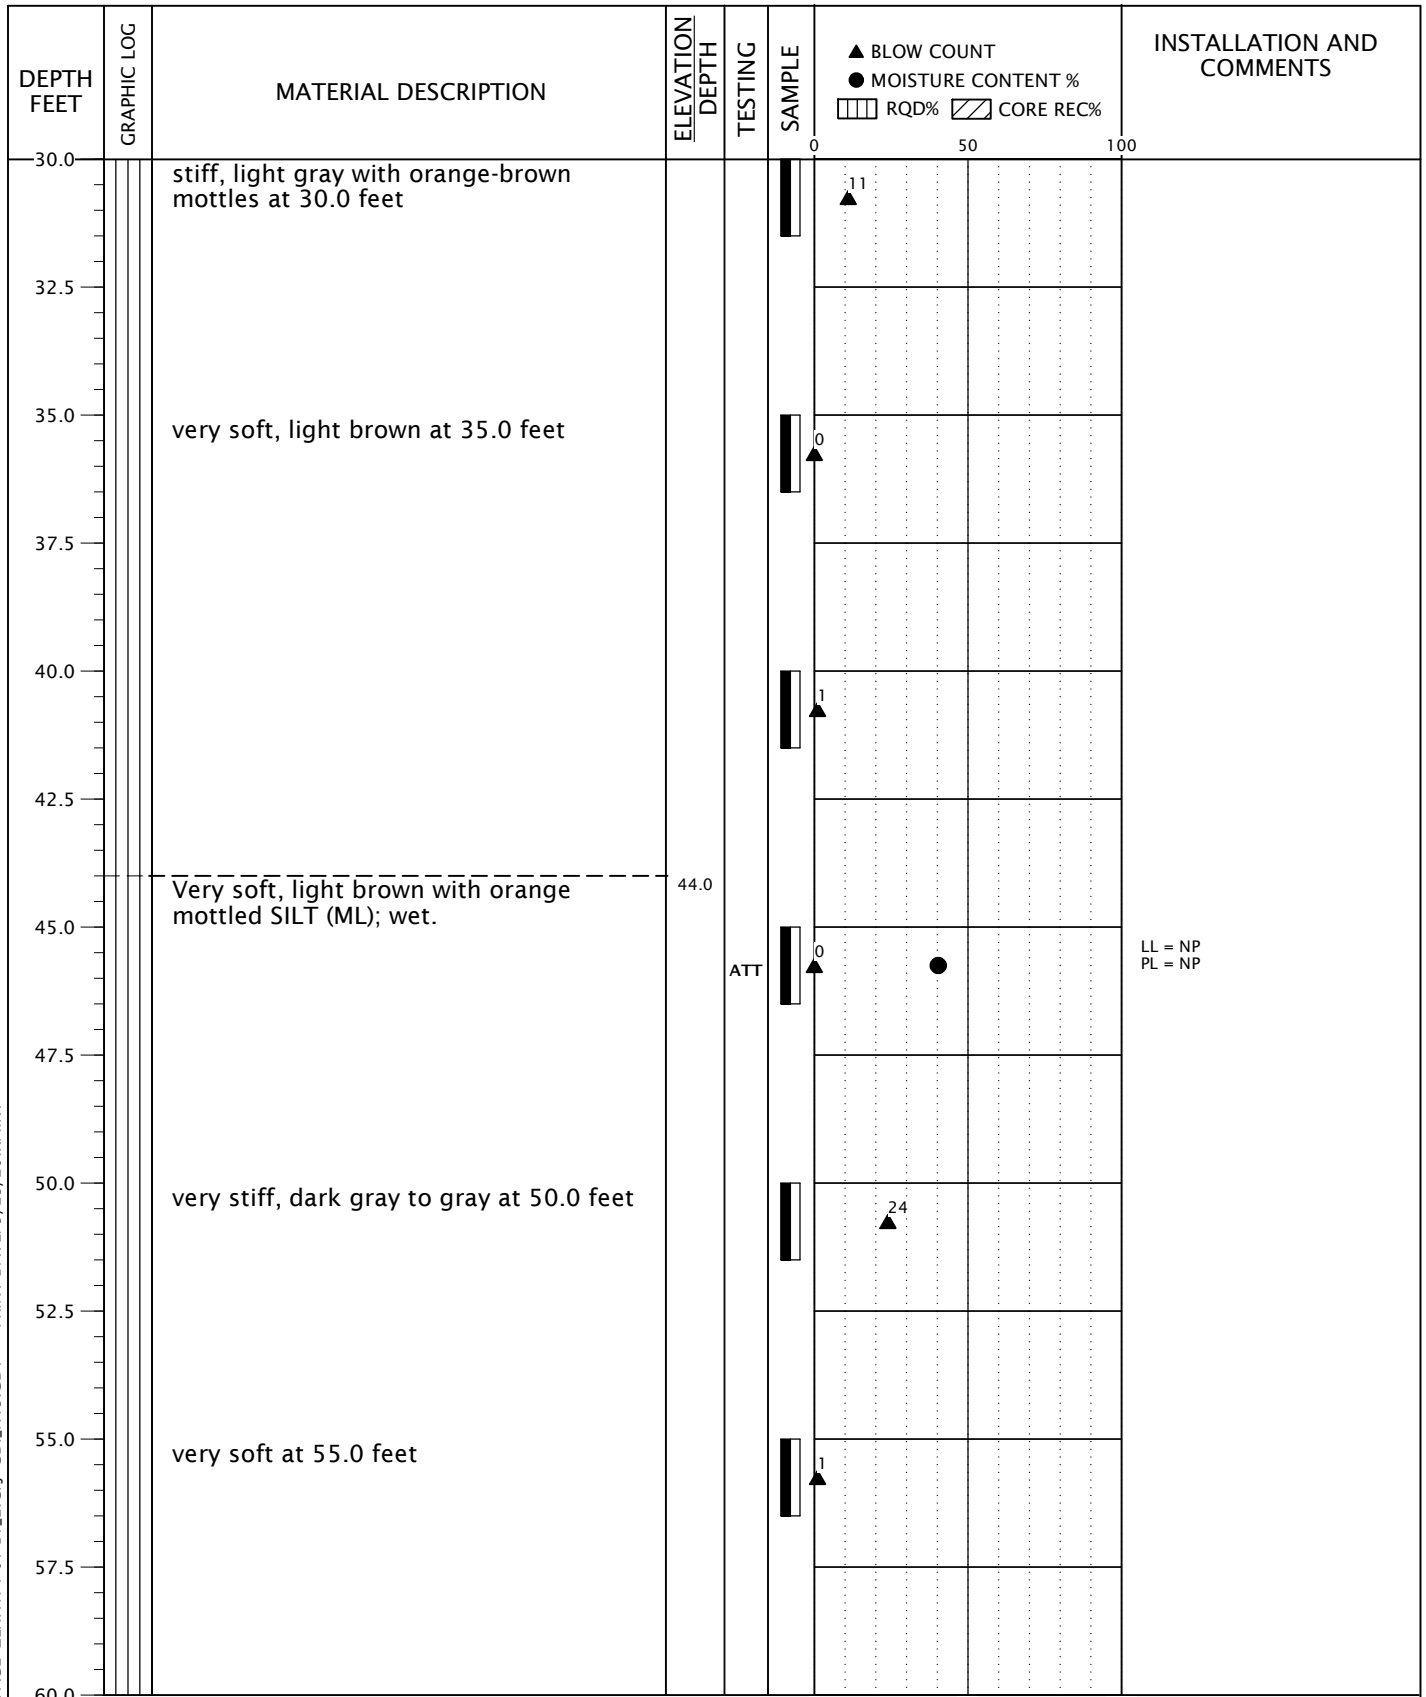 DEPTH
FEET
GRAPHIC LOG
MATERIAL DESCRIPTION
ELEVATION
DEPTH
TESTING
SAMPLE
▲ BLOW COUNT
● MOISTURE CONTENT %
RQD% CORE REC%
0 50 100
INSTALLATION AND
COMMENTS
30.0
stiff, light gray with orange-brown
mottles at 30.0 feet
11
32.5
35.0
very soft, light brown at 35.0 feet
0
37.5
40.0
1
42.5
Very soft, light brown with orange
mottled SILT (ML); wet.
44.0
45.0
ATT
0
LL = NP
PL = NP
47.5
50.0
very stiff, dark gray to gray at 50.0 feet
24
52.5
55.0
very soft at 55.0 feet
1
57.5
60.0